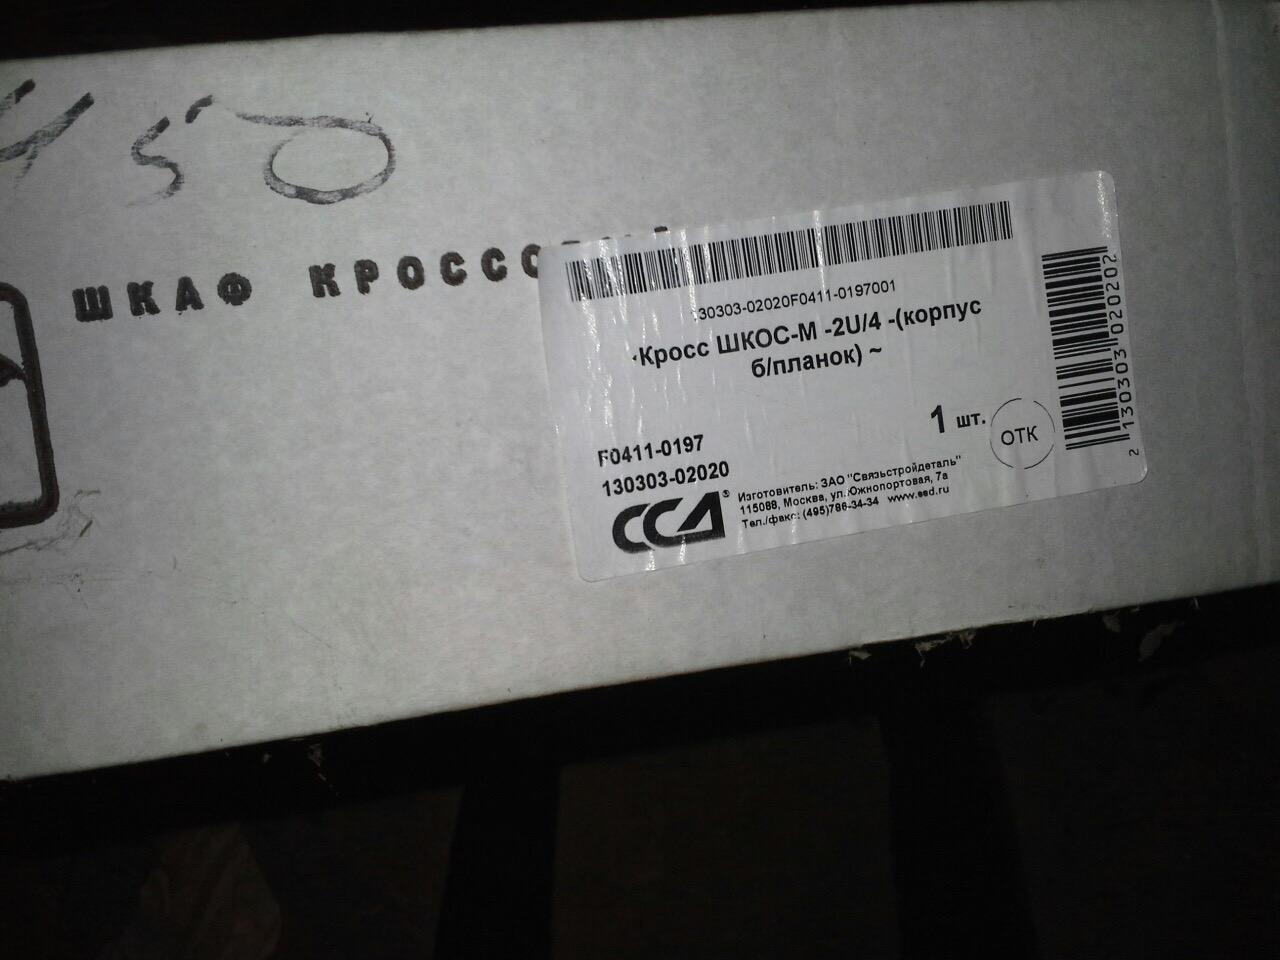 450
ШКАФ КРОССО
130303-02020F0411-0197001
Кросс ШКОС-М -2U/4 -(корпус
б/планок) ~
1 шт.
ОТК
F0411-0197
130303-02020
ССД®
Изготовитель: ЗАО "Связьстройдеталь"
115088, Москва, ул. Южнопортовая, 7а
Тел./факс: (495)786-34-34 www.ssd.ru
2 130303 020202